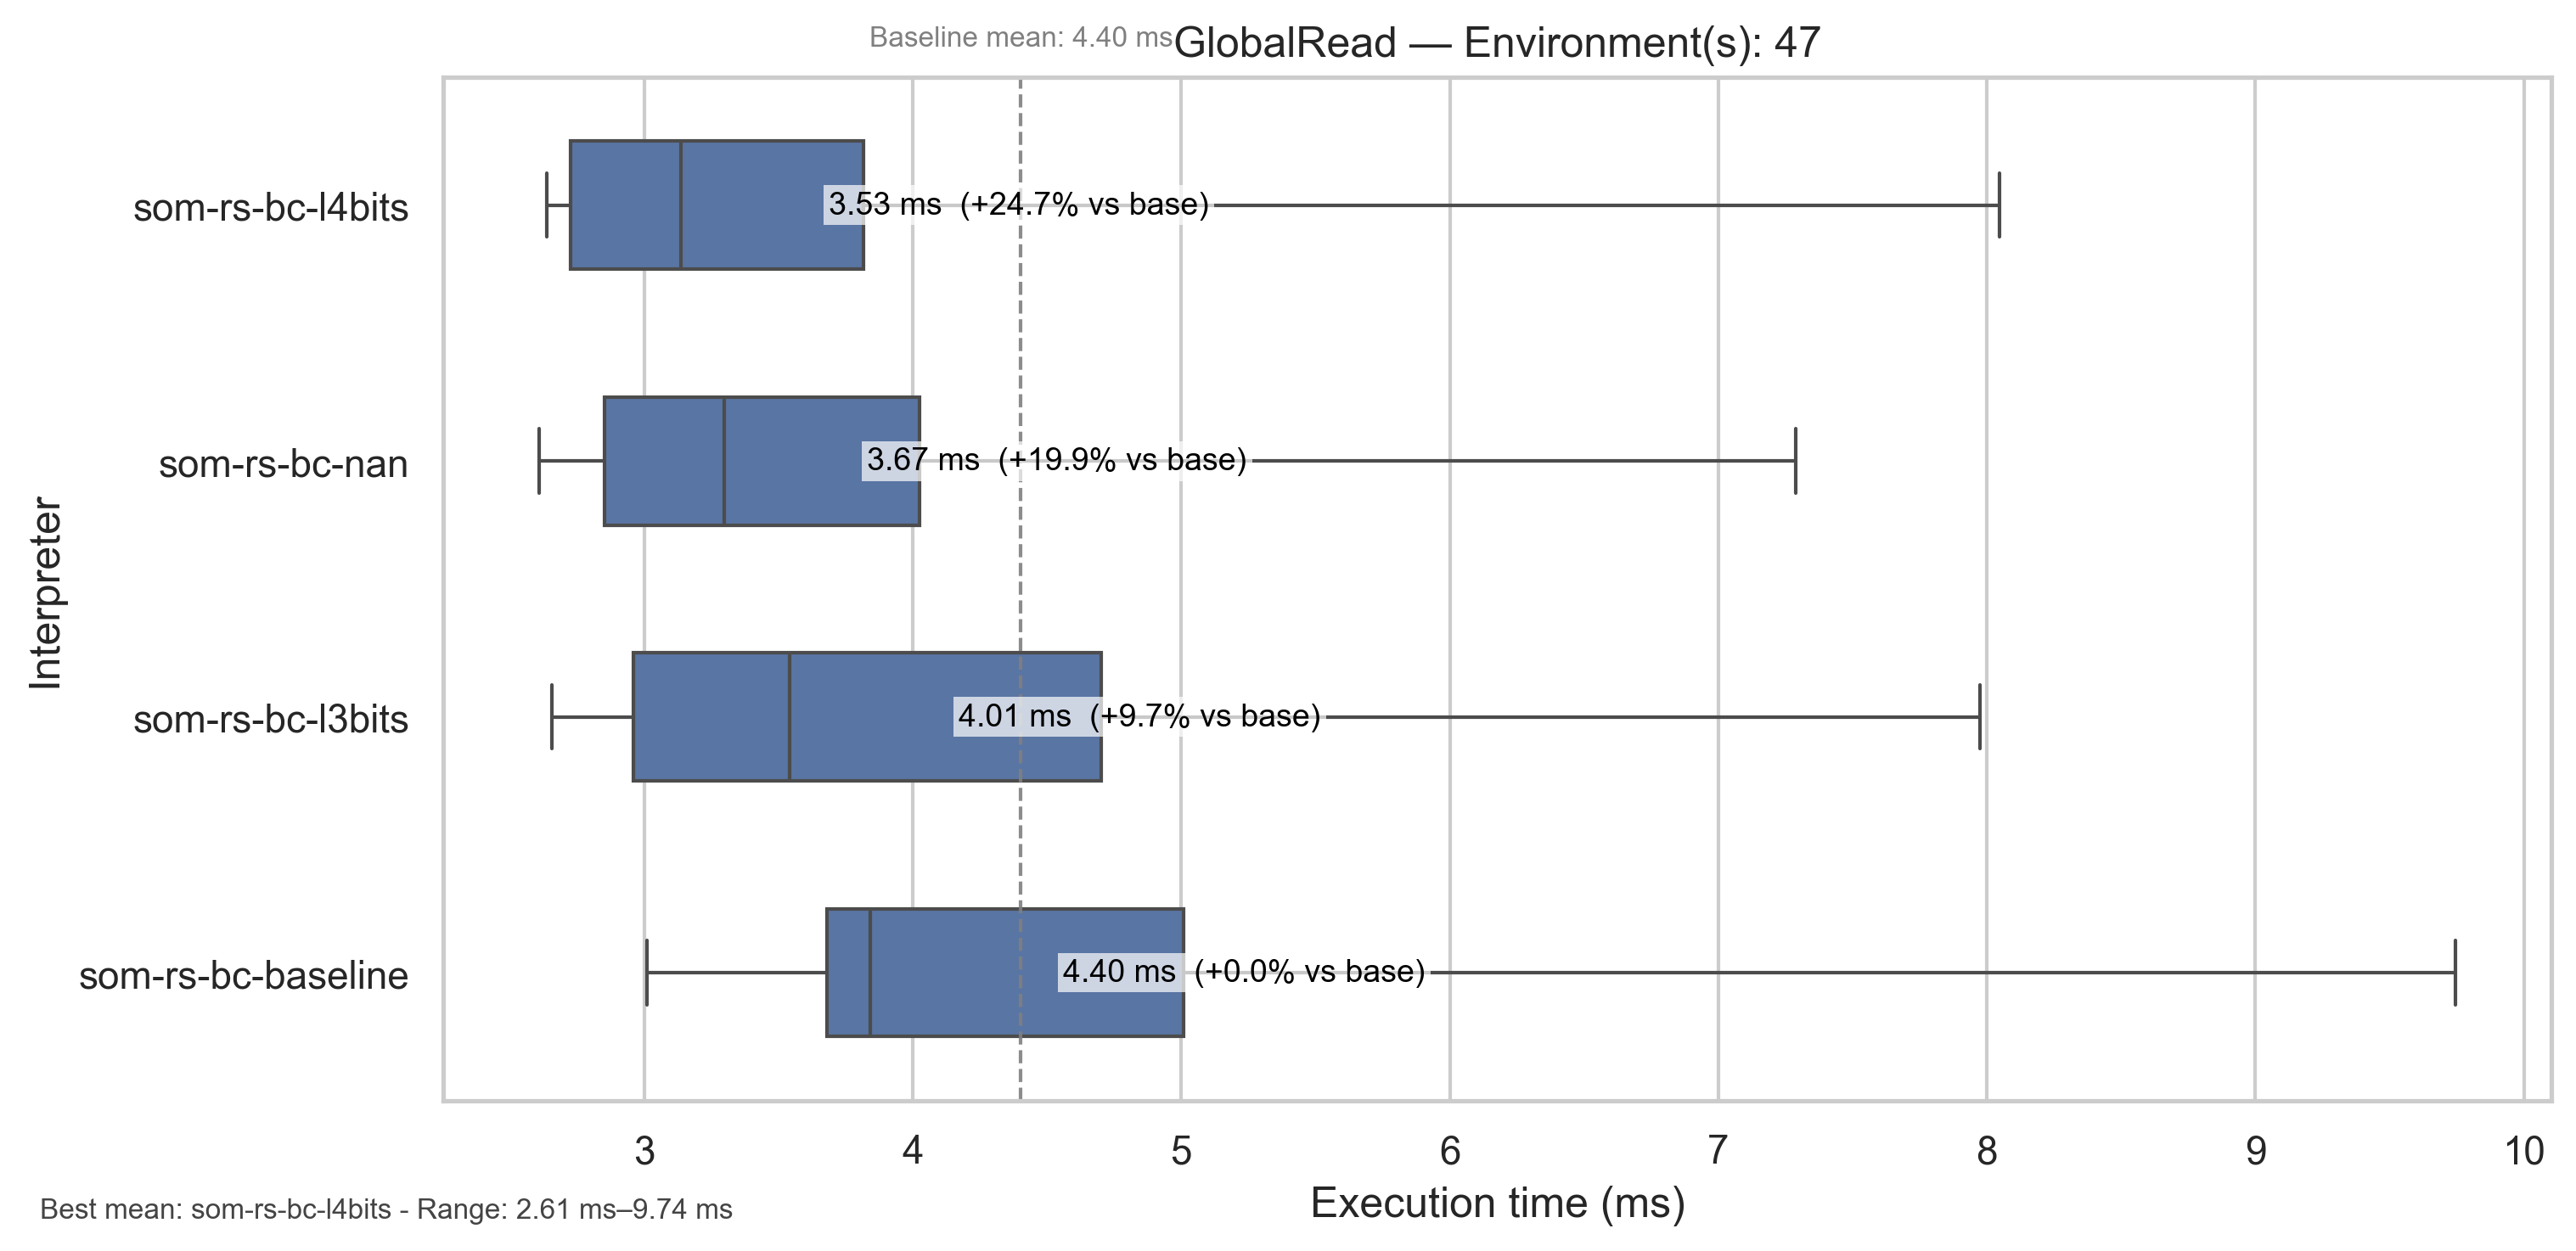 Baseline mean: 4.40 ms
GlobalRead — Environment(s): 47
Interpreter
som-rs-bc-l4bits
3.53 ms  (+24.7% vs base)
som-rs-bc-nan
3.67 ms  (+19.9% vs base)
som-rs-bc-l3bits
4.01 ms  (+9.7% vs base)
som-rs-bc-baseline
4.40 ms  (+0.0% vs base)
3 4 5 6 7 8 9 10
Execution time (ms)
Best mean: som-rs-bc-l4bits - Range: 2.61 ms–9.74 ms